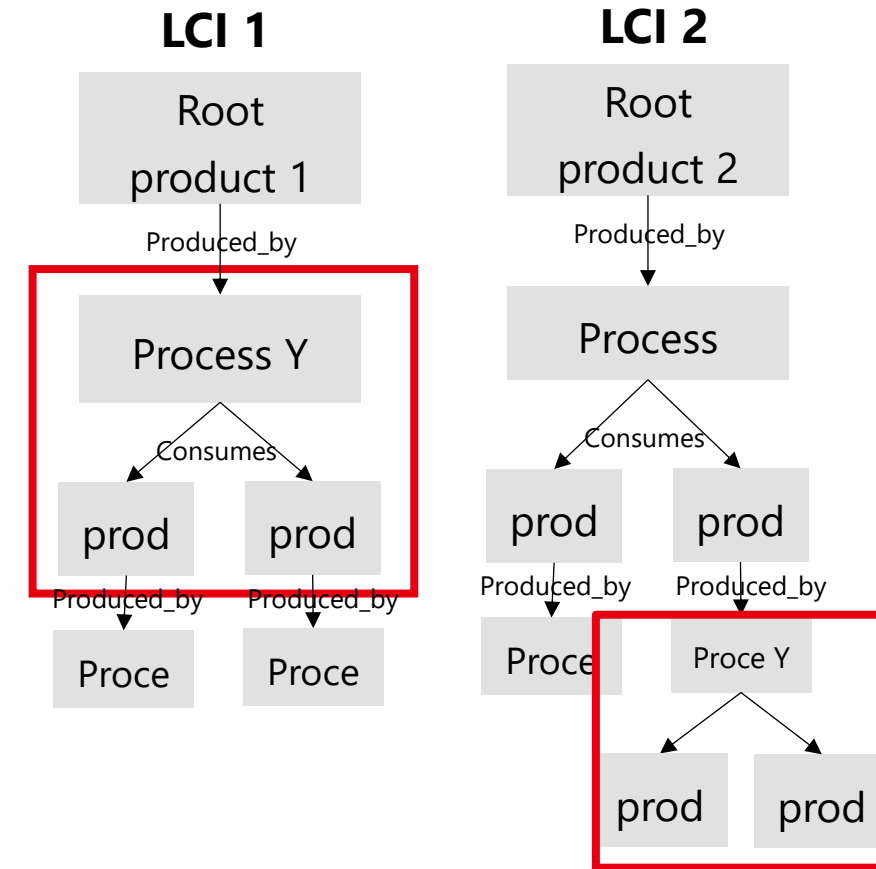 LCI 1
Root
product 1
Produced_by
Process Y
Consumes
prod
prod
Produced_by
Produced_by
Proce
Proce
LCI 2
Root
product 2
Produced_by
Process
Consumes
prod
prod
Produced_by
Produced_by
Proce
Proce Y
prod
prod